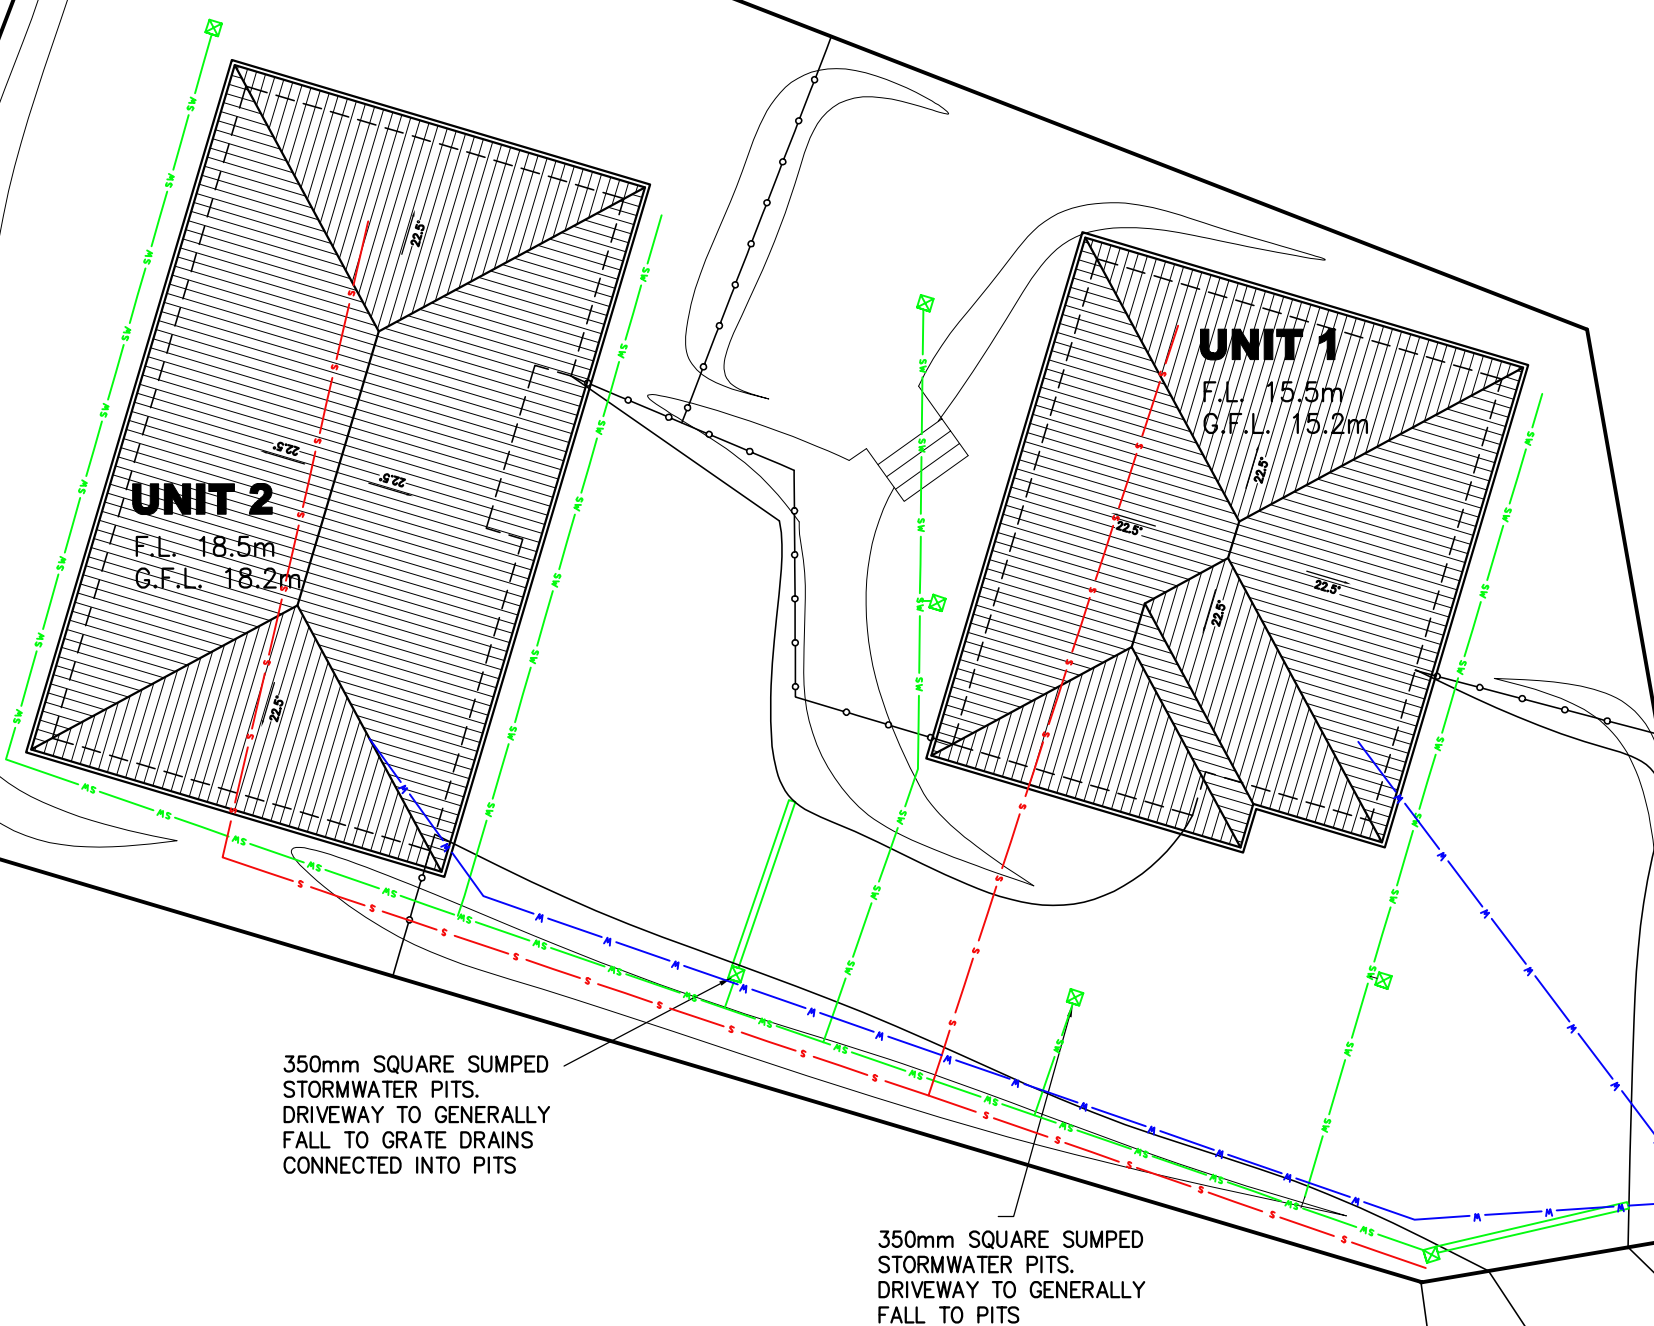 UNIT 1
F.L. 15.5m
G.F.L. 15.2m
22.5°
22.5°
22.5°
22.5°
UNIT 2
F.L. 18.5m
G.F.L. 18.2m
22.5°
22.5°
22.5°
22.5°
350mm SQUARE SUMPED
STORMWATER PITS.
DRIVEWAY TO GENERALLY
FALL TO GRATE DRAINS
CONNECTED INTO PITS
350mm SQUARE SUMPED
STORMWATER PITS.
DRIVEWAY TO GENERALLY
FALL TO PITS
SW
S
W